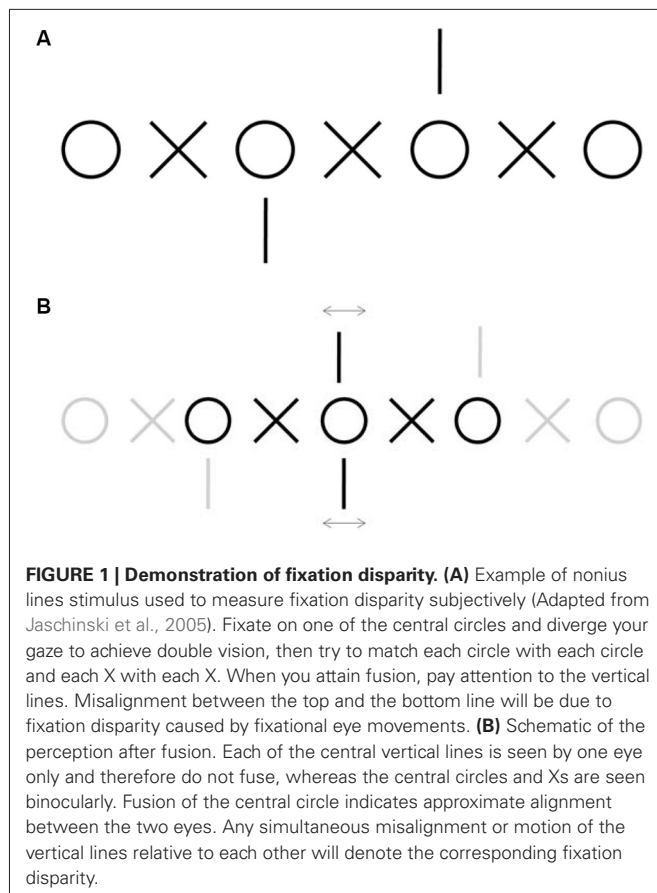 A
B
FIGURE 1 | Demonstration of fixation disparity. (A) Example of nonius
lines stimulus used to measure fixation disparity subjectively (Adapted from
Jaschinski et al., 2005). Fixate on one of the central circles and diverge your
gaze to achieve double vision, then try to match each circle with each circle
and each X with each X. When you attain fusion, pay attention to the vertical
lines. Misalignment between the top and the bottom line will be due to
fixation disparity caused by fixational eye movements. (B) Schematic of the
perception after fusion. Each of the central vertical lines is seen by one eye
only and therefore do not fuse, whereas the central circles and Xs are seen
binocularly. Fusion of the central circle indicates approximate alignment
between the two eyes. Any simultaneous misalignment or motion of the
vertical lines relative to each other will denote the corresponding fixation
disparity.